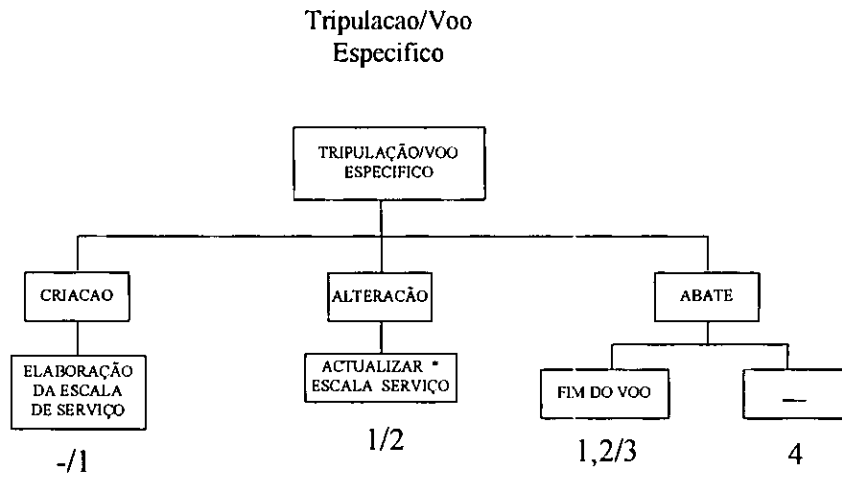 Tripulacao/Voo
Especifico
TRIPULAÇÃO/VOO
ESPECIFICO
CRIACAO
ALTERACÃO
ABATE
ELABORAÇÃO
DA ESCALA
DE SERVIÇO
ACTUALIZAR *
ESCALA SERVIÇO
FIM DO VOO
—
-/1
1/2
1,2/3
4